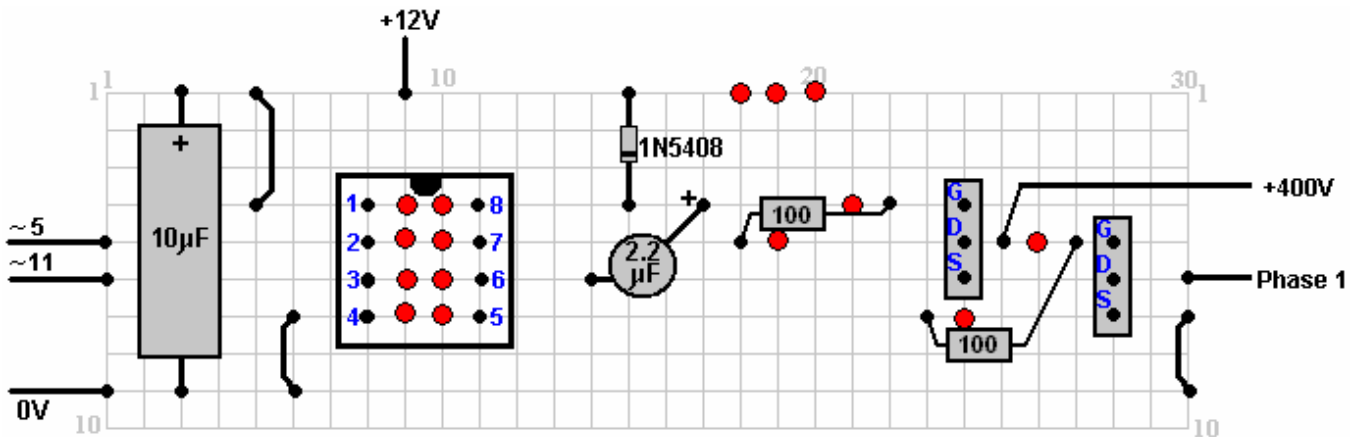 +12V
1 1 10 20 30 1
+ 1N5408
1 8 + 100 G +400V
~5 10µF 2 7 D G
~11 3 6 2.2 µF S D Phase 1
4 5 S
100
0V
10 10